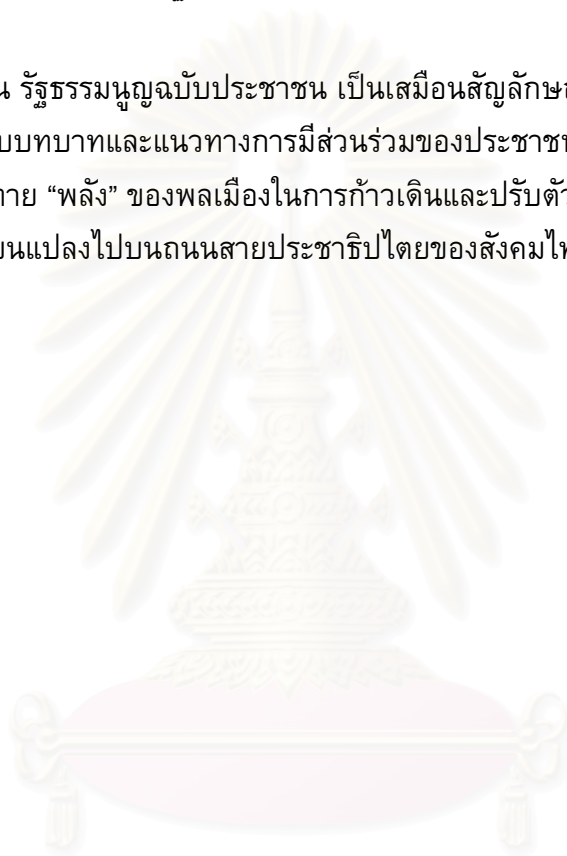 น รัฐธรรมนูญฉบับประชาชน เป็นเสมือนสัญลักษ
บบทบาทและแนวทางการมีส่วนร่วมของประชาชน
ทาย “พลัง” ของพลเมืองในการก้าวเดินและปรับตัว
ยนแปลงไปบนถนนสายประชาธิปไตยของสังคมไท